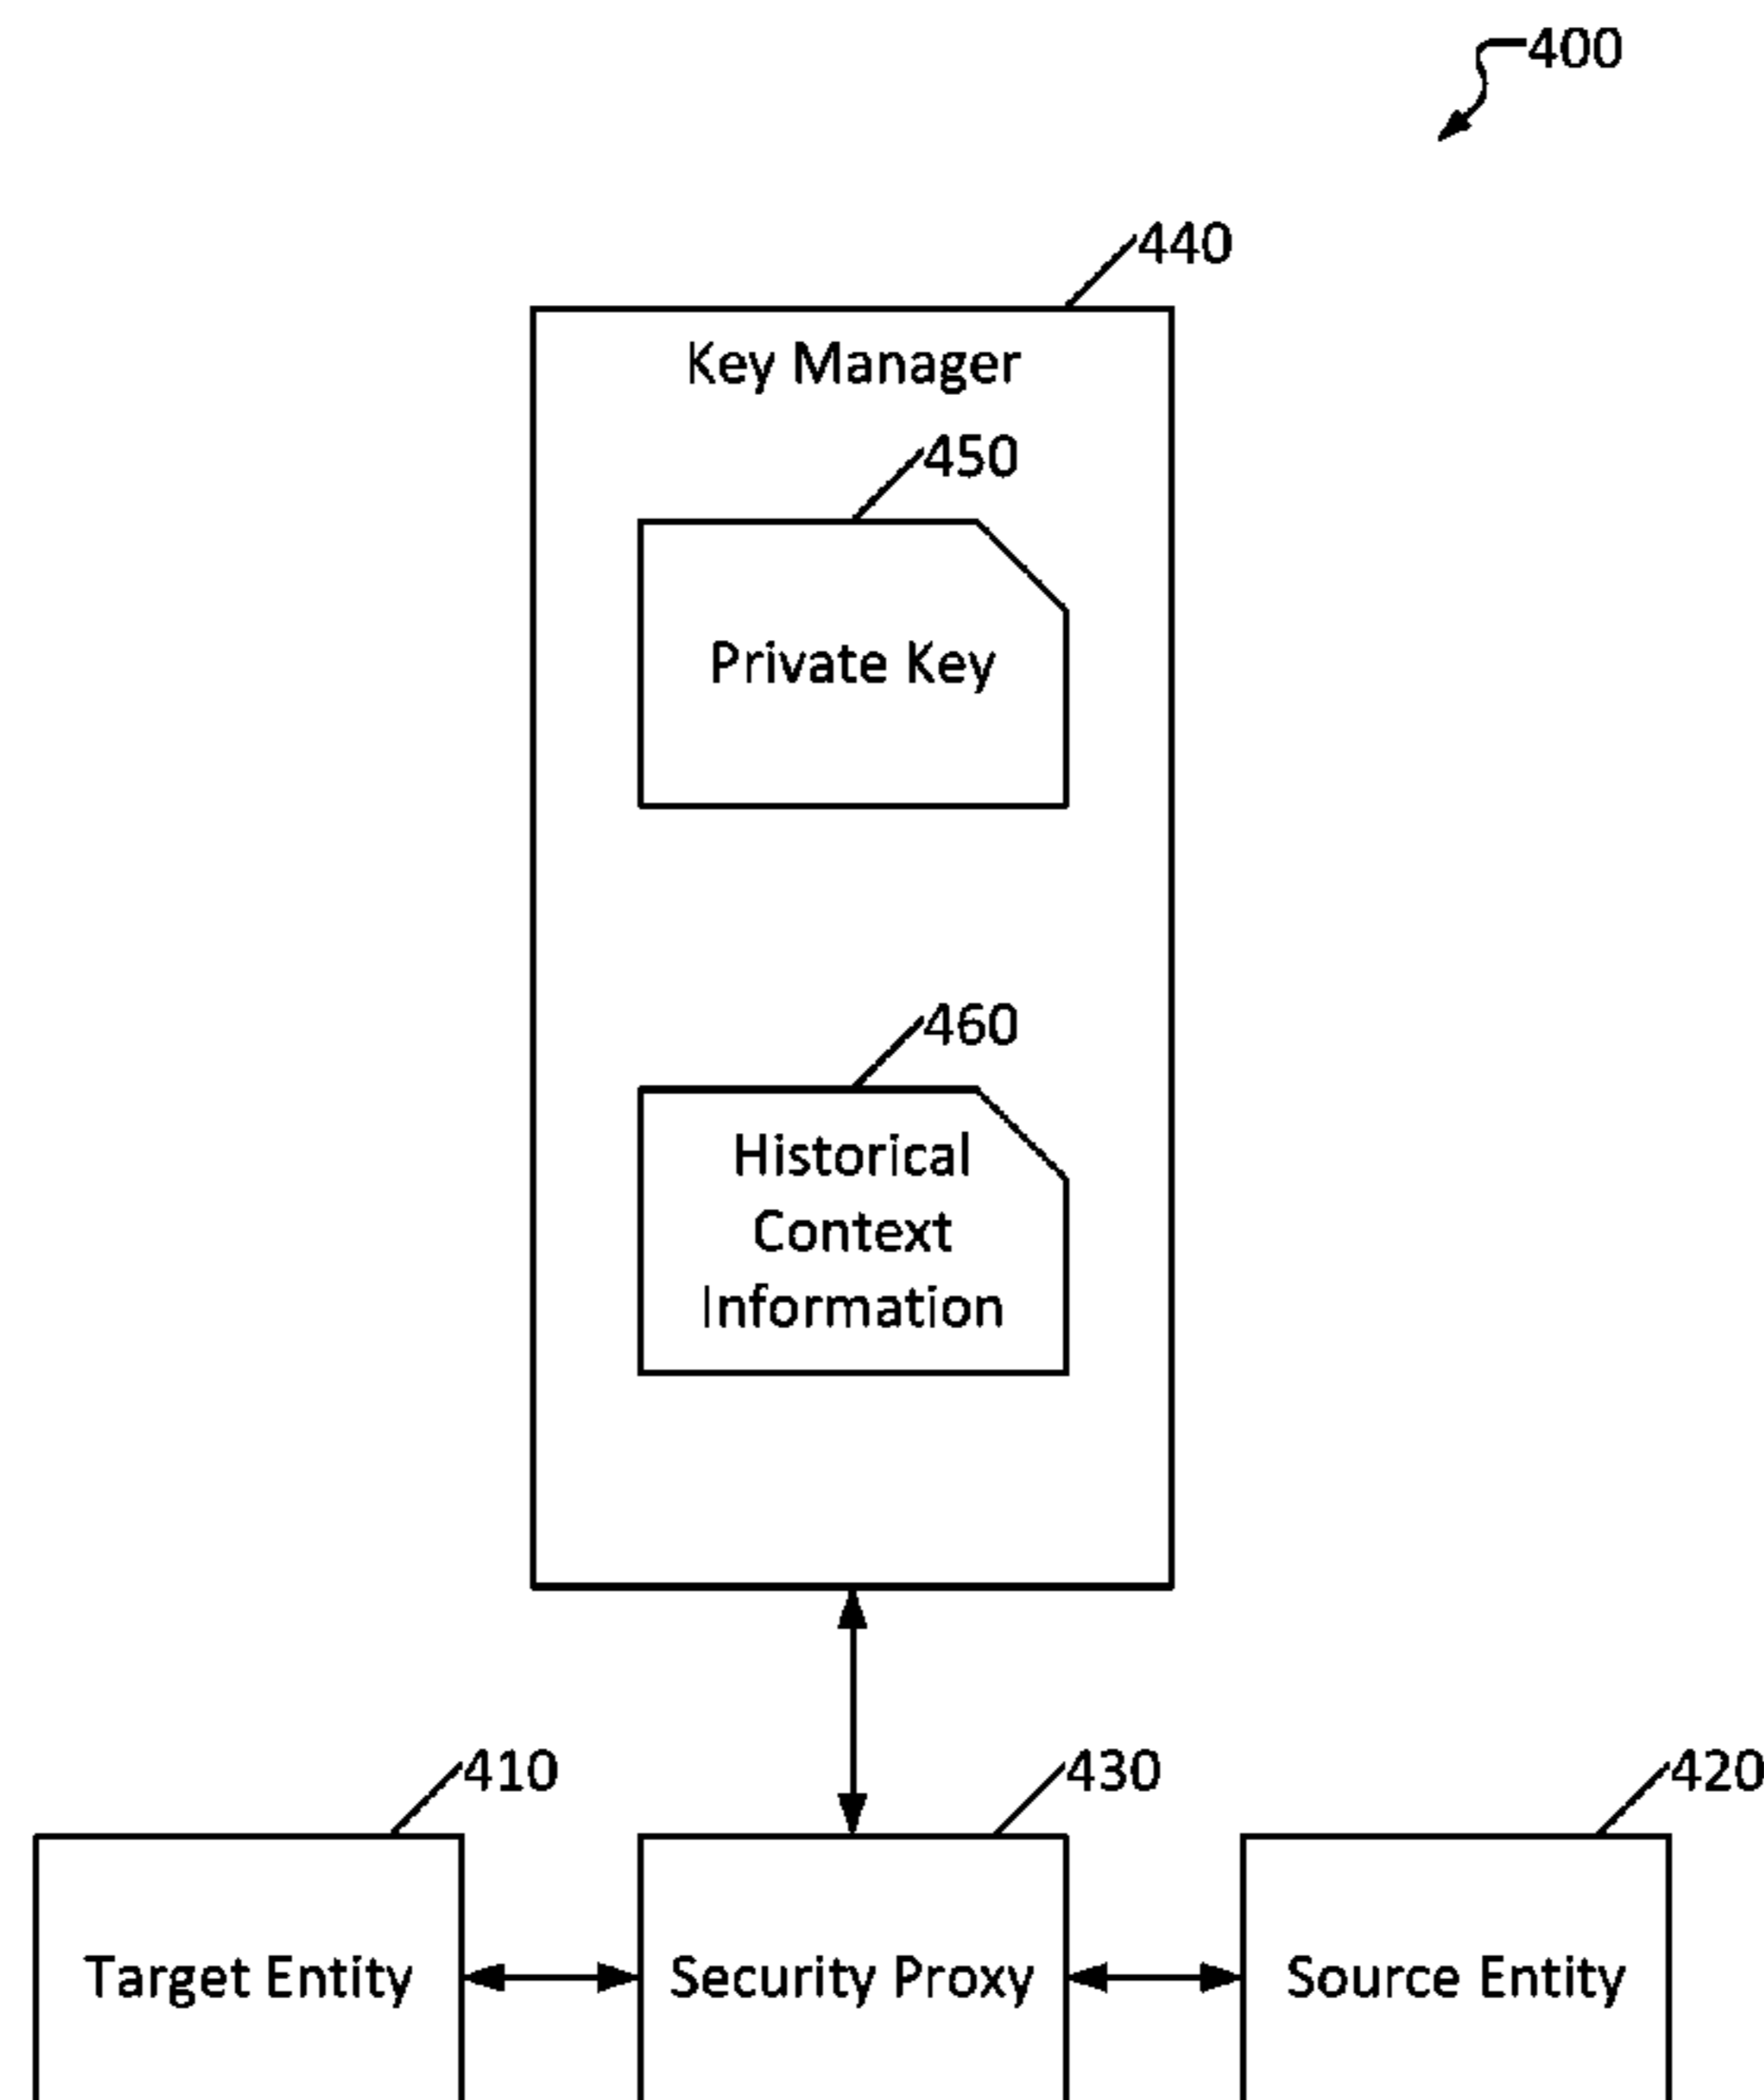 400
440
Key Manager
450
Private Key
460
Historical
Context
Information
410
430
420
Target Entity
Security Proxy
Source Entity